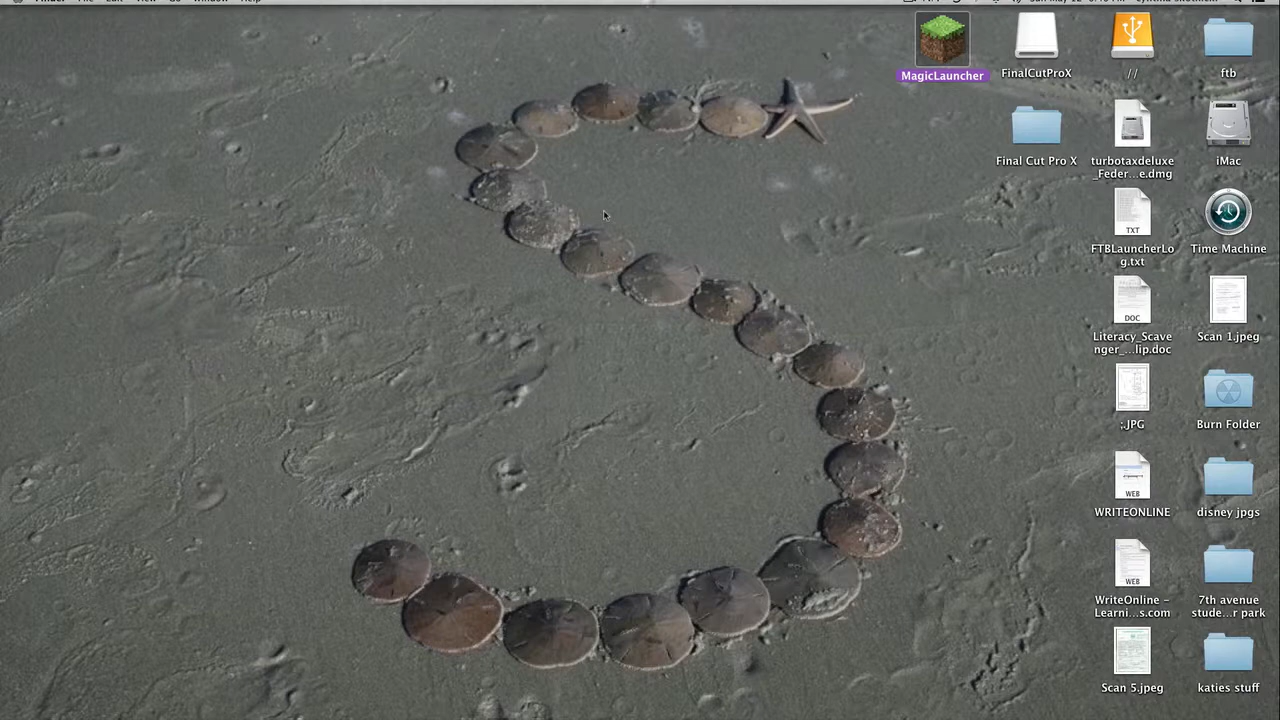 MagicLauncher
FinalCutProX
//
ftb
Final Cut Pro X
turbotaxdeluxe
_Feder...e.dmg
iMac
TXT
FTBLauncherLo
g.txt
Time Machine
DOC
Literacy_Scave
nger_...lip.doc
Scan 1.jpeg
;.JPG
Burn Folder
WEB
WRITEONLINE
disney jpgs
WEB
WriteOnline –
Learni...s.com
7th avenue
stude...r park
Scan 5.jpeg
katies stuff